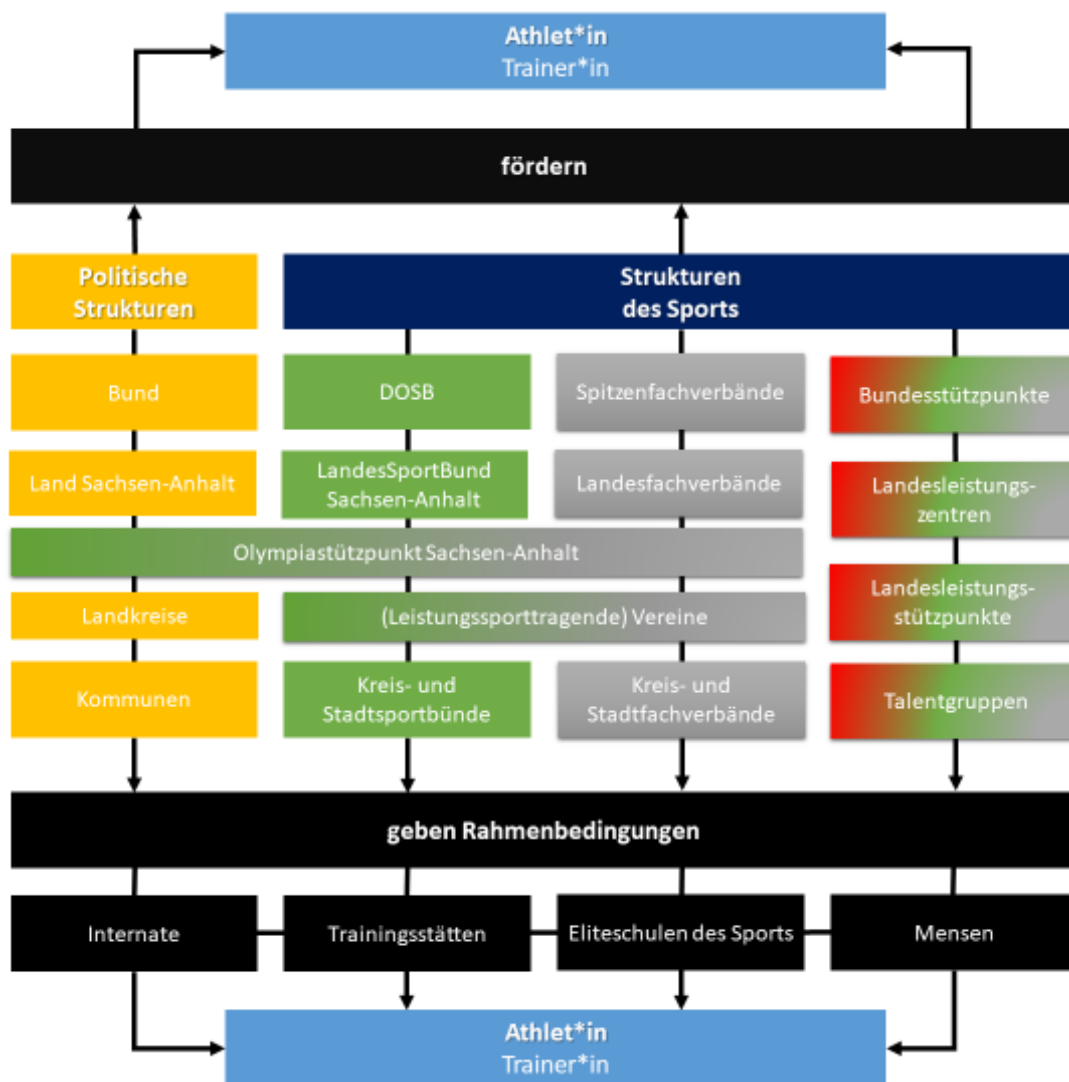 Athlet*in
Trainer*in
fördern
Politische
Strukturen
Strukturen
des Sports
Bund
DOSB
Spitzenfachverbände
Bundesstützpunkte
Land Sachsen-Anhalt
LandesSportBund
Sachsen-Anhalt
Landesfachverbände
Landesleistungs-
zentren
Olympiastützpunkt Sachsen-Anhalt
Landkreise
(Leistungssporttragende) Vereine
Landesleistungs-
stützpunkte
Kommunen
Kreis- und
Stadtsportbünde
Kreis- und
Stadtfachverbände
Talentgruppen
geben Rahmenbedingungen
Internate
Trainingsstätten
Eliteschulen des Sports
Mensen
Athlet*in
Trainer*in